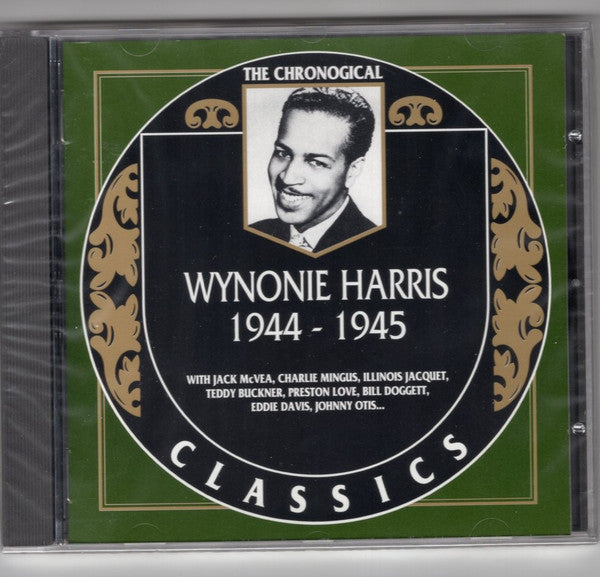 THE CHRONOGICAL
WYNONIE HARRIS
1944 - 1945
WITH JACK McVEA, CHARLIE MINGUS, ILLINOIS JACQUET,
TEDDY BUCKNER, PRESTON LOVE, BILL DOGGETT,
EDDIE DAVIS, JOHNNY OTIS...
CLASSICS